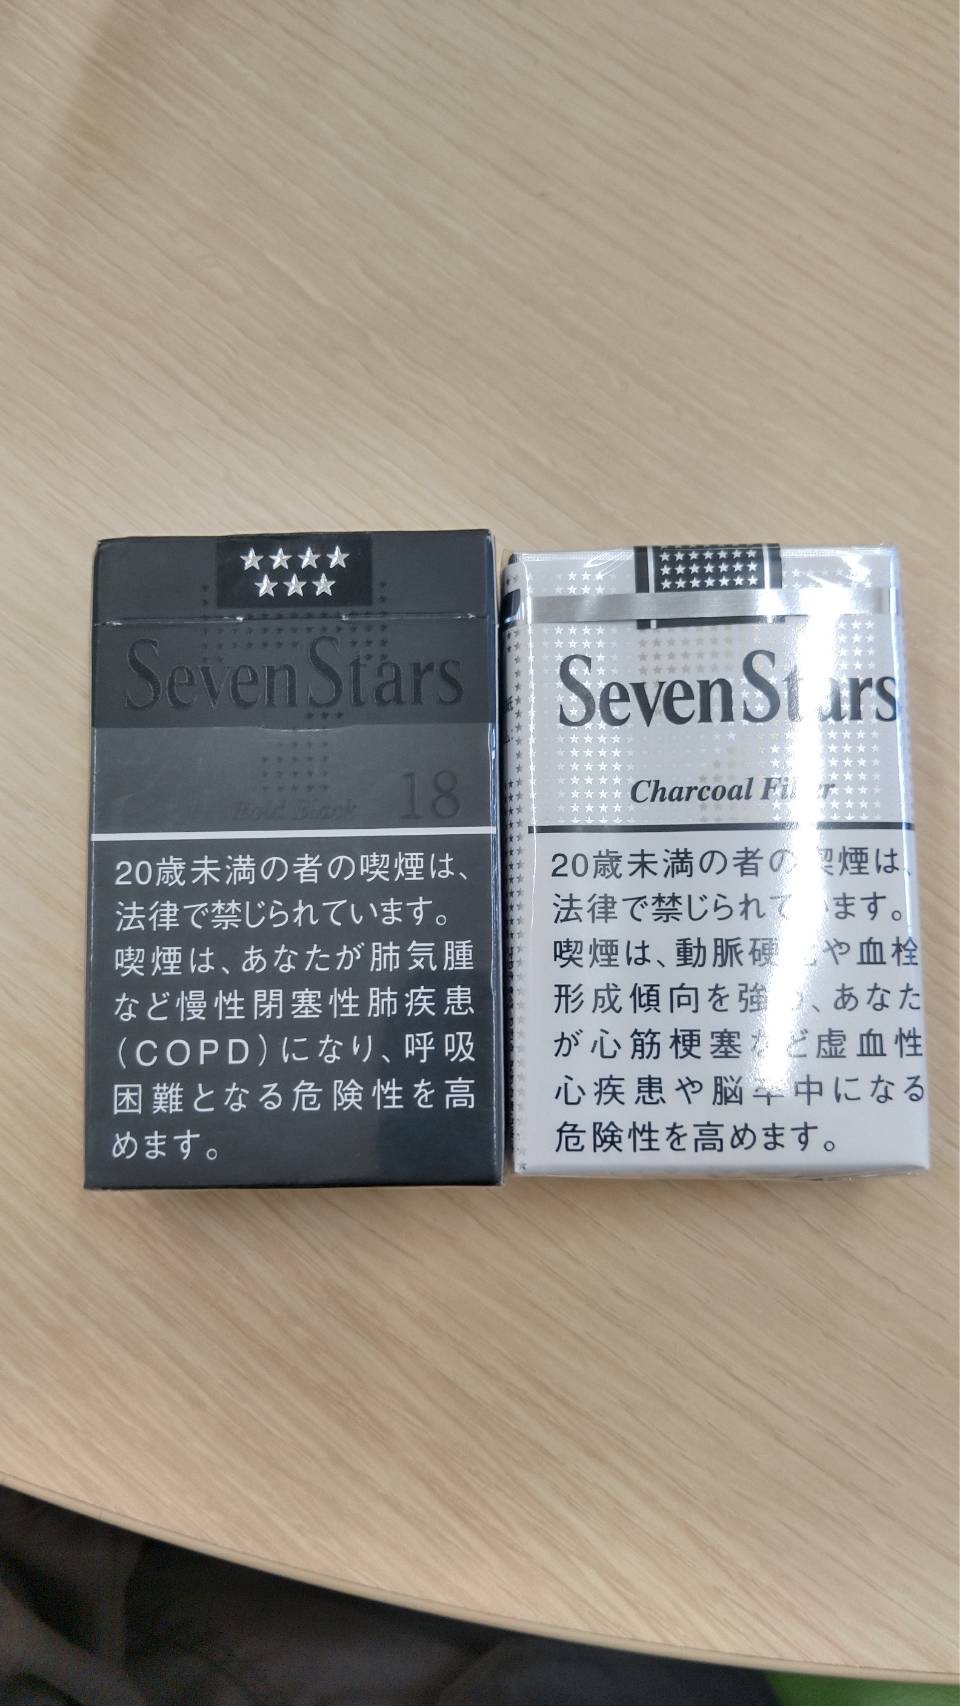 SevenStars
Bold Black 18
20歳未満の者の喫煙は、
法律で禁じられています。
喫煙は、あなたが肺気腫
など慢性閉塞性肺疾患
(COPD)になり、呼吸
困難となる危険性を高
めます。
SevenStars
Charcoal Filter
20歳未満の者の喫煙は、
法律で禁じられています。
喫煙は、動脈硬化や血栓
形成傾向を強め、あなた
が心筋梗塞など虚血性
心疾患や脳卒中になる
危険性を高めます。